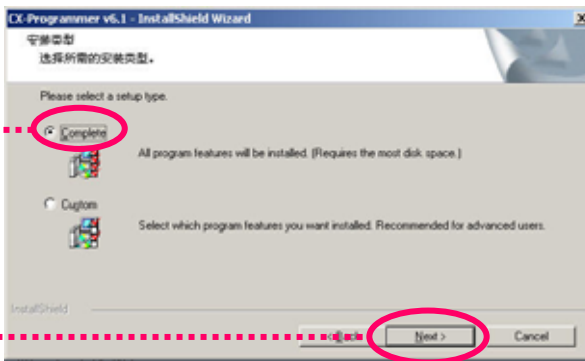 CX-Programmer v6.1 - InstallShield Wizard
安装类型
选择所需的安装类型。
Please select a setup type.
Complete
All program features will be installed. (Requires the most disk space.)
Custom
Select which program features you want installed. Recommended for advanced users.
InstallShield
< Back
Next >
Cancel